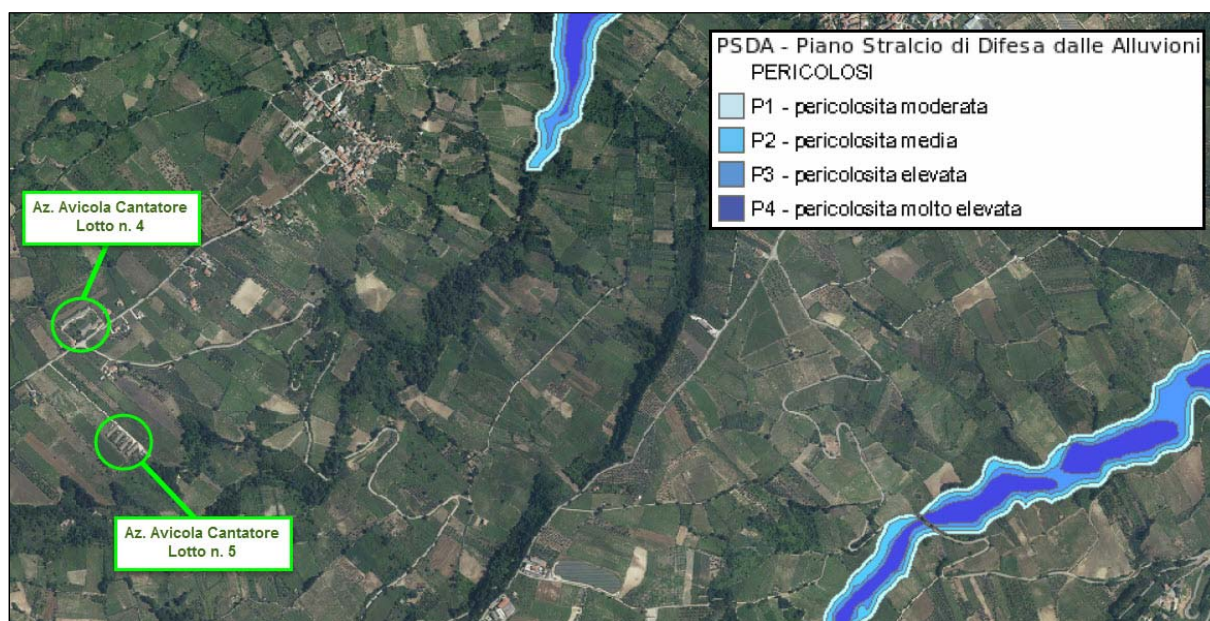 PSDA - Piano Stralcio di Difesa dalle Alluvioni
PERICOLOSI
P1 - pericolosita moderata
P2 - pericolosita media
P3 - pericolosita elevata
P4 - pericolosita molto elevata
Az. Avicola Cantatore
Lotto n. 4
Az. Avicola Cantatore
Lotto n. 5